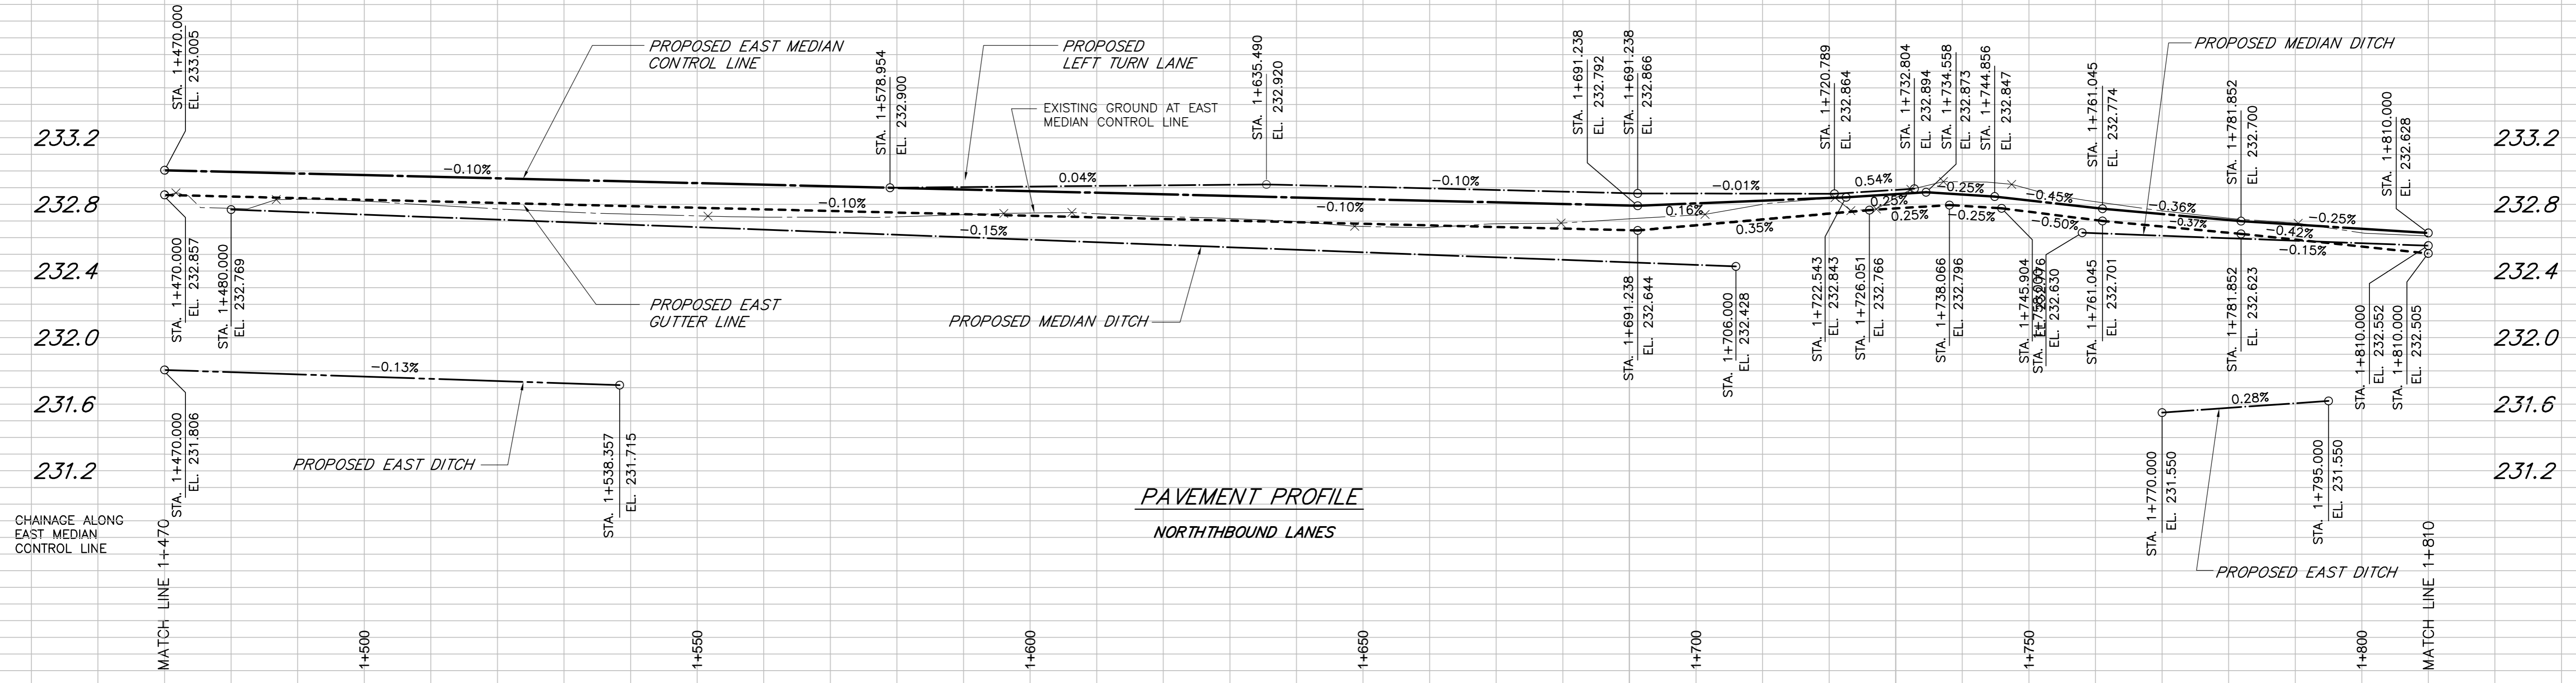 STA. 1+470.000
EL. 233.005
PROPOSED EAST MEDIAN
CONTROL LINE
STA. 1+578.954
EL. 232.900
PROPOSED
LEFT TURN LANE
EXISTING GROUND AT EAST
MEDIAN CONTROL LINE
STA. 1+635.490
EL. 232.920
STA. 1+691.238
EL. 232.792
STA. 1+691.238
EL. 232.866
STA. 1+720.789
EL. 232.864
STA. 1+732.804
EL. 232.894
STA. 1+734.558
EL. 232.873
STA. 1+744.856
EL. 232.847
STA. 1+761.045
EL. 232.774
PROPOSED MEDIAN DITCH
STA. 1+781.852
EL. 232.700
STA. 1+810.000
EL. 232.628
233.2
233.2
232.8
232.8
232.4
232.4
232.0
232.0
231.6
231.6
231.2
231.2
-0.10%
0.04%
-0.10%
-0.01%
0.54%
-0.25%
-0.45%
-0.36%
-0.25%
-0.10%
-0.10%
0.16%
0.25%
-0.15%
0.35%
0.25%
-0.25%
-0.50%
-0.37%
-0.42%
-0.15%
STA. 1+470.000
EL. 232.857
STA. 1+480.000
EL. 232.769
PROPOSED EAST
GUTTER LINE
PROPOSED MEDIAN DITCH
STA. 1+691.238
EL. 232.644
STA. 1+706.000
EL. 232.428
STA. 1+722.543
EL. 232.843
STA. 1+726.051
EL. 232.766
STA. 1+738.066
EL. 232.796
STA. 1+745.904
EL. 232.630
STA. 1+761.045
EL. 232.701
STA. 1+781.852
EL. 232.623
STA. 1+810.000
EL. 232.552
STA. 1+810.000
EL. 232.505
-0.13%
STA. 1+470.000
EL. 231.806
PROPOSED EAST DITCH
STA. 1+538.357
EL. 231.715
0.28%
STA. 1+770.000
EL. 231.550
STA. 1+795.000
EL. 231.550
PROPOSED EAST DITCH
PAVEMENT PROFILE
NORTHTHBOUND LANES
CHAINAGE ALONG
EAST MEDIAN
CONTROL LINE
MATCH LINE 1+470
1+500
1+550
1+600
1+650
1+700
1+750
1+800
MATCH LINE 1+810